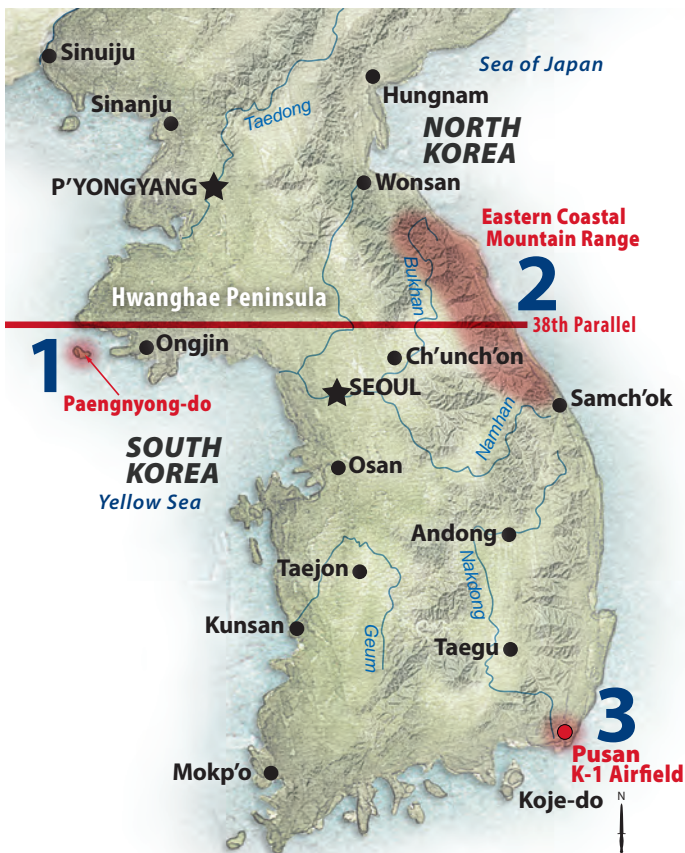 Sinuiju
Sea of Japan
Sinanju
Hungnam
Taedong
NORTH
KOREA
P'YONGYANG
Wonsan
Eastern Coastal
Mountain Range
Bukhan
2
Hwanghae Peninsula
38th Parallel
1
Ongjin
Ch'unch'on
Paengnyong-do
SEOUL
Samch'ok
Namhan
SOUTH
KOREA
Osan
Yellow Sea
Andong
Taejon
Nakdong
Kunsan
Geum
Taegu
3
Pusan
K-1 Airfield
Mokp'o
Koje-do
N